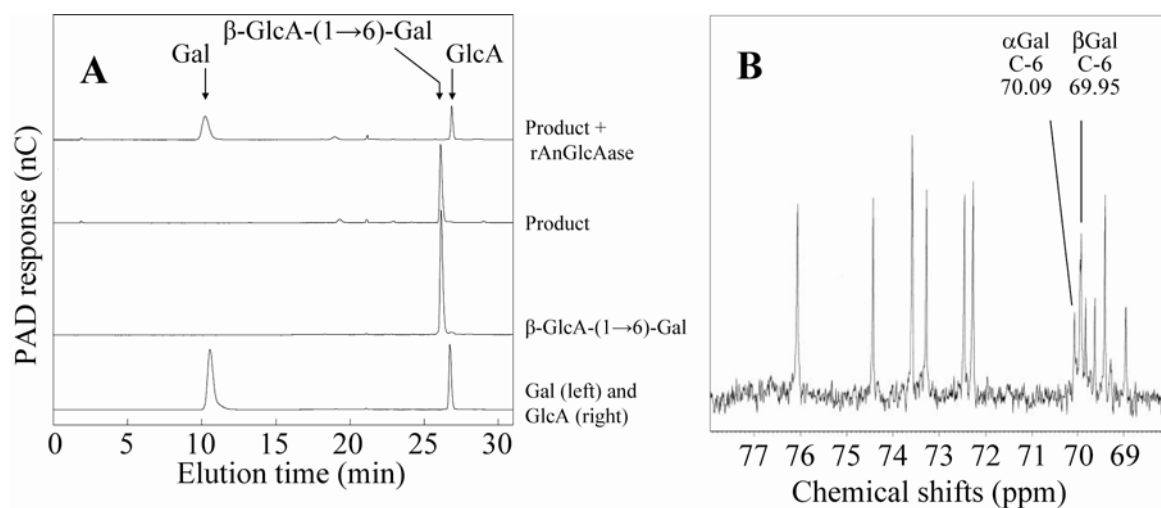 A
β-GlcA-(1→6)-Gal
Gal
GlcA
Product +
rAnGlcAase
Product
β-GlcA-(1→6)-Gal
Gal (left) and
GlcA (right)
PAD response (nC)
0 5 10 15 20 25 30
Elution time (min)
B
αGal βGal
C-6 C-6
70.09 69.95
77 76 75 74 73 72 71 70 69
Chemical shifts (ppm)